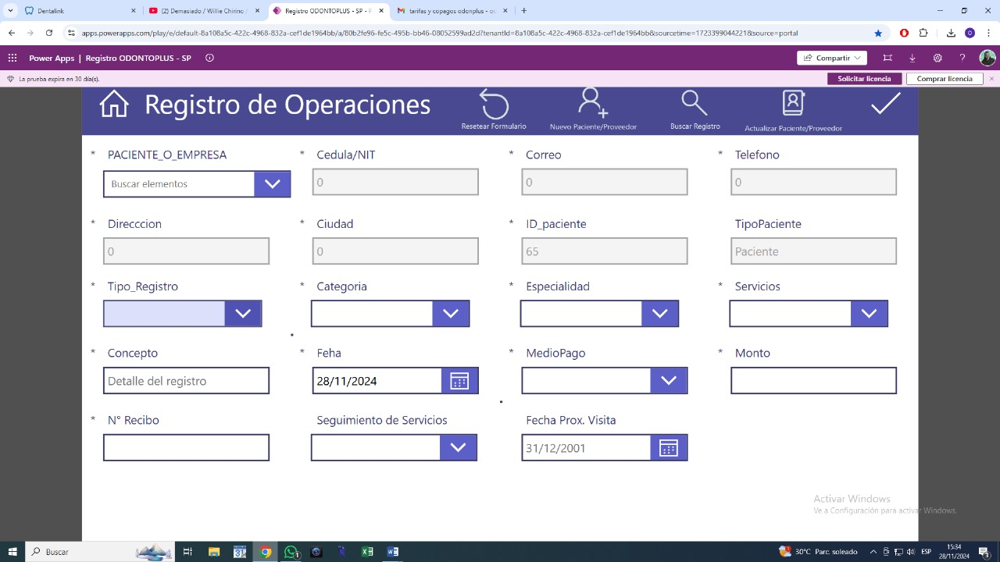 Dentalink
(2) Demasiado / Willie Chirino
Registro ODONTOPLUS - SP - P
tarifas y copagos odonplus - od
apps.powerapps.com/play/e/default-8a108a5c-422c-4968-832a-cef1de1964bb/a/80b2fe96-fe5c-495b-bb46-08052599ad2d?tenantId=8a108a5c-422c-4968-832a-cef1de1964bb&sourcetime=1723399044221&source=portal
Power Apps | Registro ODONTOPLUS - SP
Compartir
La prueba expira en 30 día(s).
Solicitar licencia
Comprar licencia
Registro de Operaciones
Resetear Formulario
Nuevo Paciente/Proveedor
Buscar Registro
Actualizar Paciente/Proveedor
* PACIENTE_O_EMPRESA
* Cedula/NIT
* Correo
* Telefono
Buscar elementos
0
0
0
* Direcccion
* Ciudad
* ID_paciente
TipoPaciente
0
0
65
Paciente
* Tipo_Registro
* Categoria
* Especialidad
* Servicios
* Concepto
* Feha
* MedioPago
* Monto
Detalle del registro
28/11/2024
* N° Recibo
Seguimiento de Servicios
Fecha Prox. Visita
31/12/2001
Activar Windows
Ve a Configuración para activar Windows.
Buscar
30°C Parc. soleado
ESP
15:34
28/11/2024